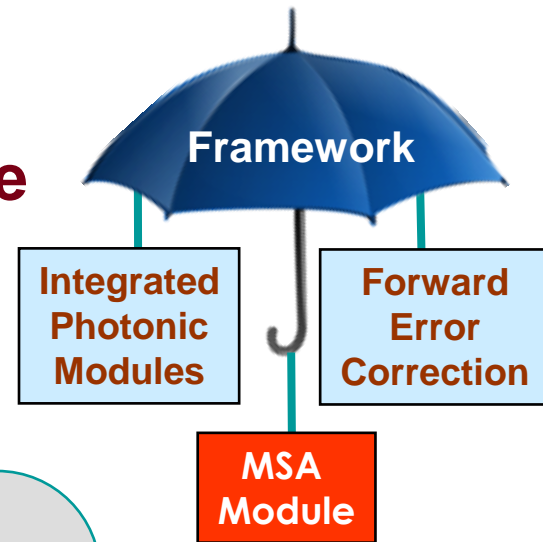 Framework
e
Integrated
Photonic
Modules
Forward
Error
Correction
MSA
Module